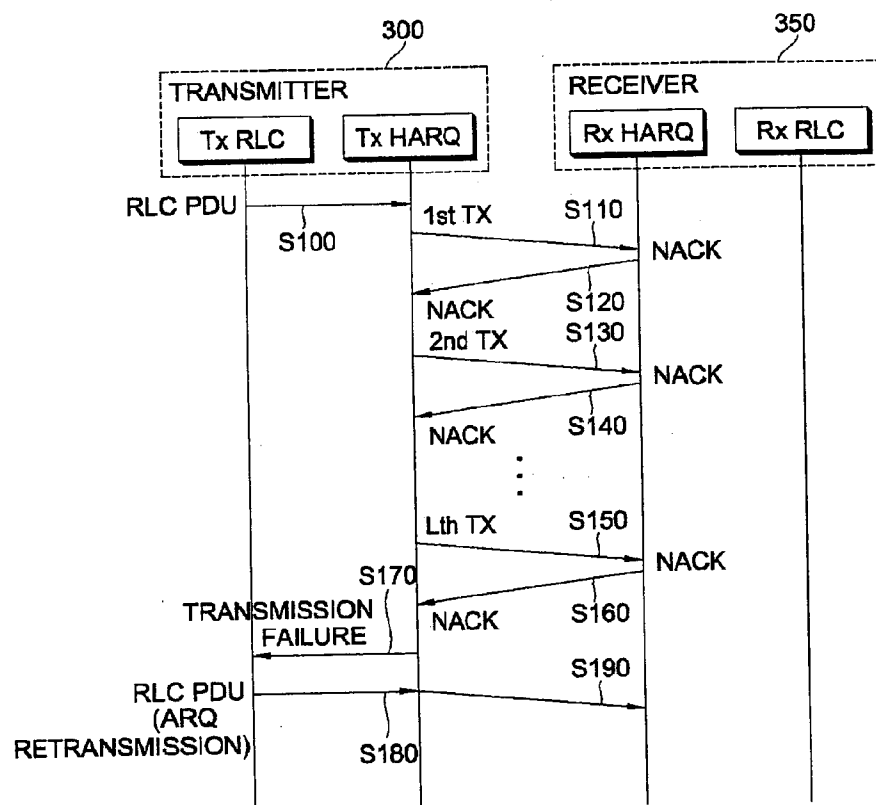 300
350
TRANSMITTER
RECEIVER
Tx RLC
Tx HARQ
Rx HARQ
Rx RLC
RLC PDU
S100
1st TX
S110
NACK
S120
NACK
2nd TX
S130
NACK
S140
NACK
Lth TX
S150
NACK
S170
S160
NACK
TRANSMISSION
FAILURE
S190
RLC PDU
(ARQ
RETRANSMISSION)
S180